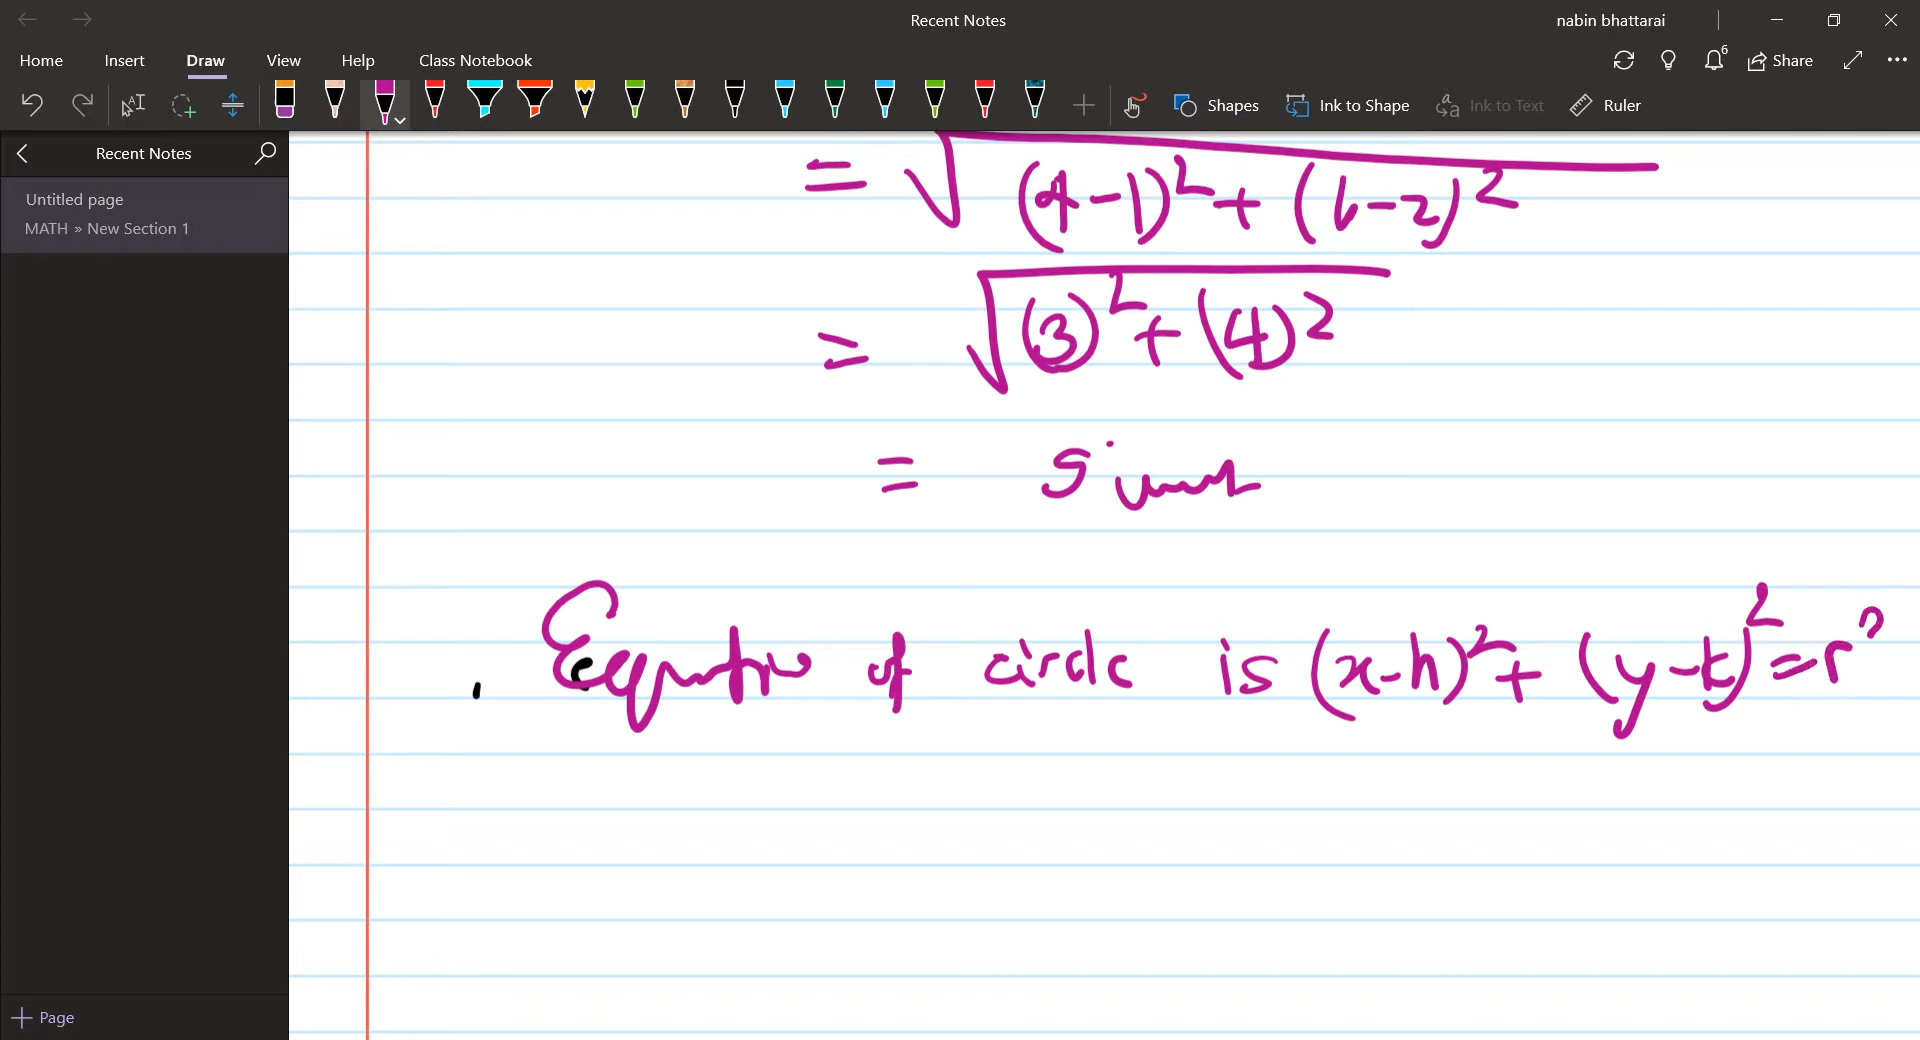 Recent Notes
nabin bhattarai
Home Insert Draw View Help Class Notebook
6
Share
Shapes Ink to Shape Ink to Text Ruler
Recent Notes
Untitled page
MATH » New Section 1
Page
= √(4-1)² + (6-2)²
= √(3)² + (4)²
= 5 unit
Equation of circle is (x-h)² + (y-k)² = r²